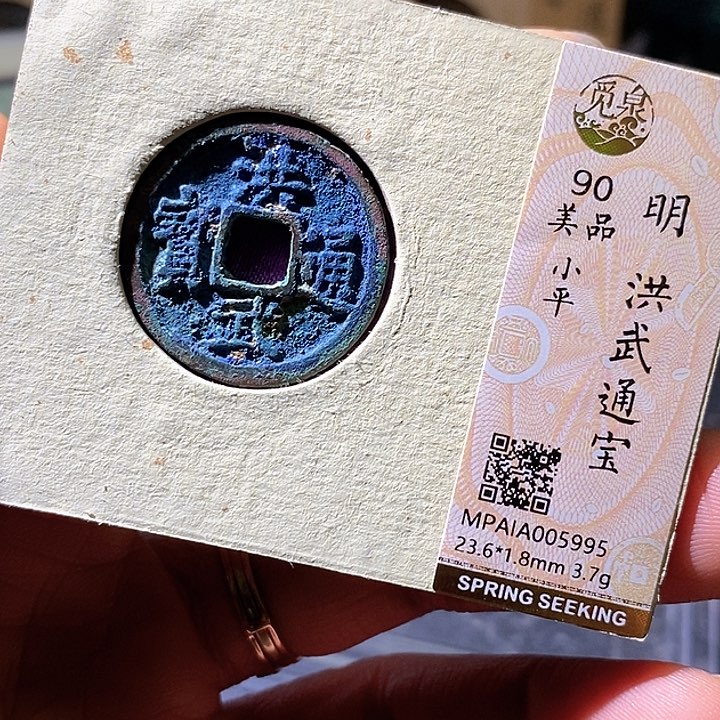 洪武通寶
觅泉
90
美品
小平
明
洪武通宝
MPAIA005995
23.6*1.8mm 3.7g
SPRING SEEKING